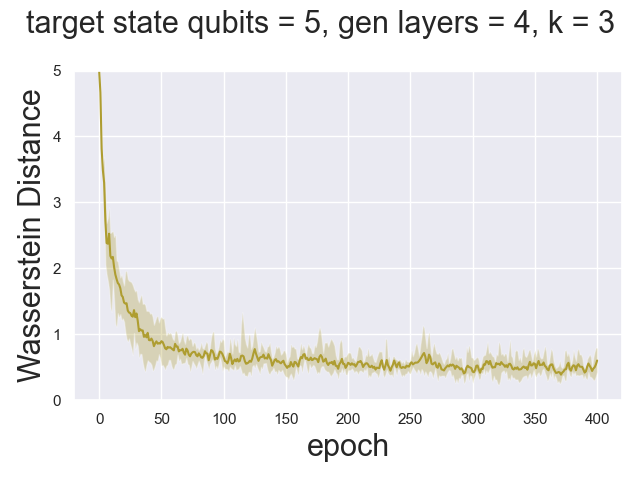 target state qubits = 5, gen layers = 4, k = 3
Wasserstein Distance
5
4
3
2
1
0
0 50 100 150 200 250 300 350 400
epoch